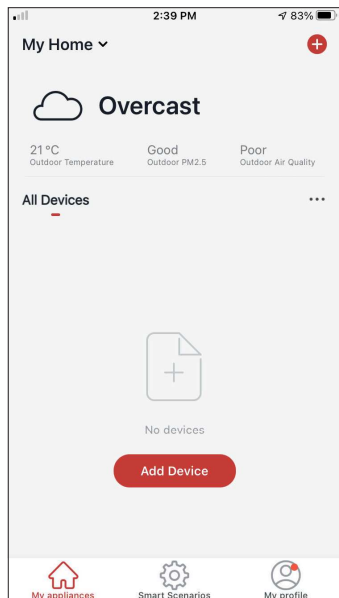 2:39 PM
83%
My Home
Overcast
21 °C
Good
Poor
Outdoor Temperature
Outdoor PM2.5
Outdoor Air Quality
All Devices
No devices
Add Device
My appliances
Smart Scenarios
My profile